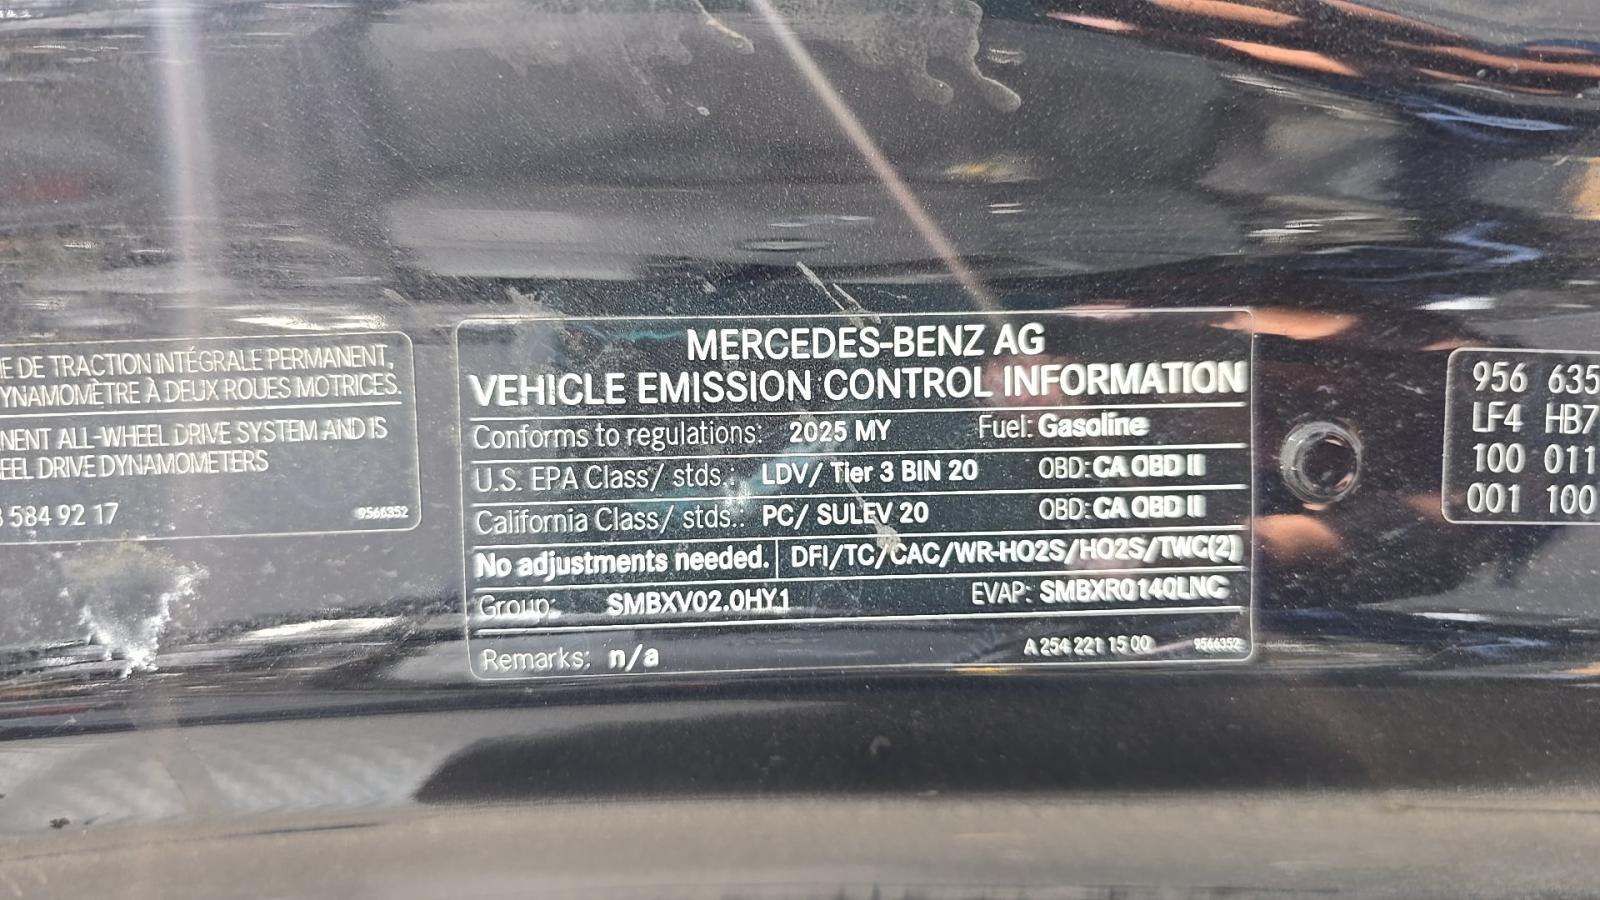 E DE TRACTION INTÉGRALE PERMANENT,
YNAMOMÈTRE À DEUX ROUES MOTRICES.
NENT ALL-WHEEL DRIVE SYSTEM AND IS
EEL DRIVE DYNAMOMETERS
584 92 17 9566352
MERCEDES-BENZ AG
VEHICLE EMISSION CONTROL INFORMATION
Conforms to regulations: 2025 MY Fuel: Gasoline
U.S. EPA Class/ stds.: LDV/ Tier 3 BIN 20 OBD: CA OBD II
California Class/ stds.: PC/ SULEV 20 OBD: CA OBD II
No adjustments needed. DFI/TC/CAC/WR-HO2S/HO2S/TWC(2)
Group: SMBXV02.0HY1 EVAP: SMBXR0140LNC
Remarks: n/a A 254 221 15 00 9566352
956 635
LF4 HB7
100 011
001 100